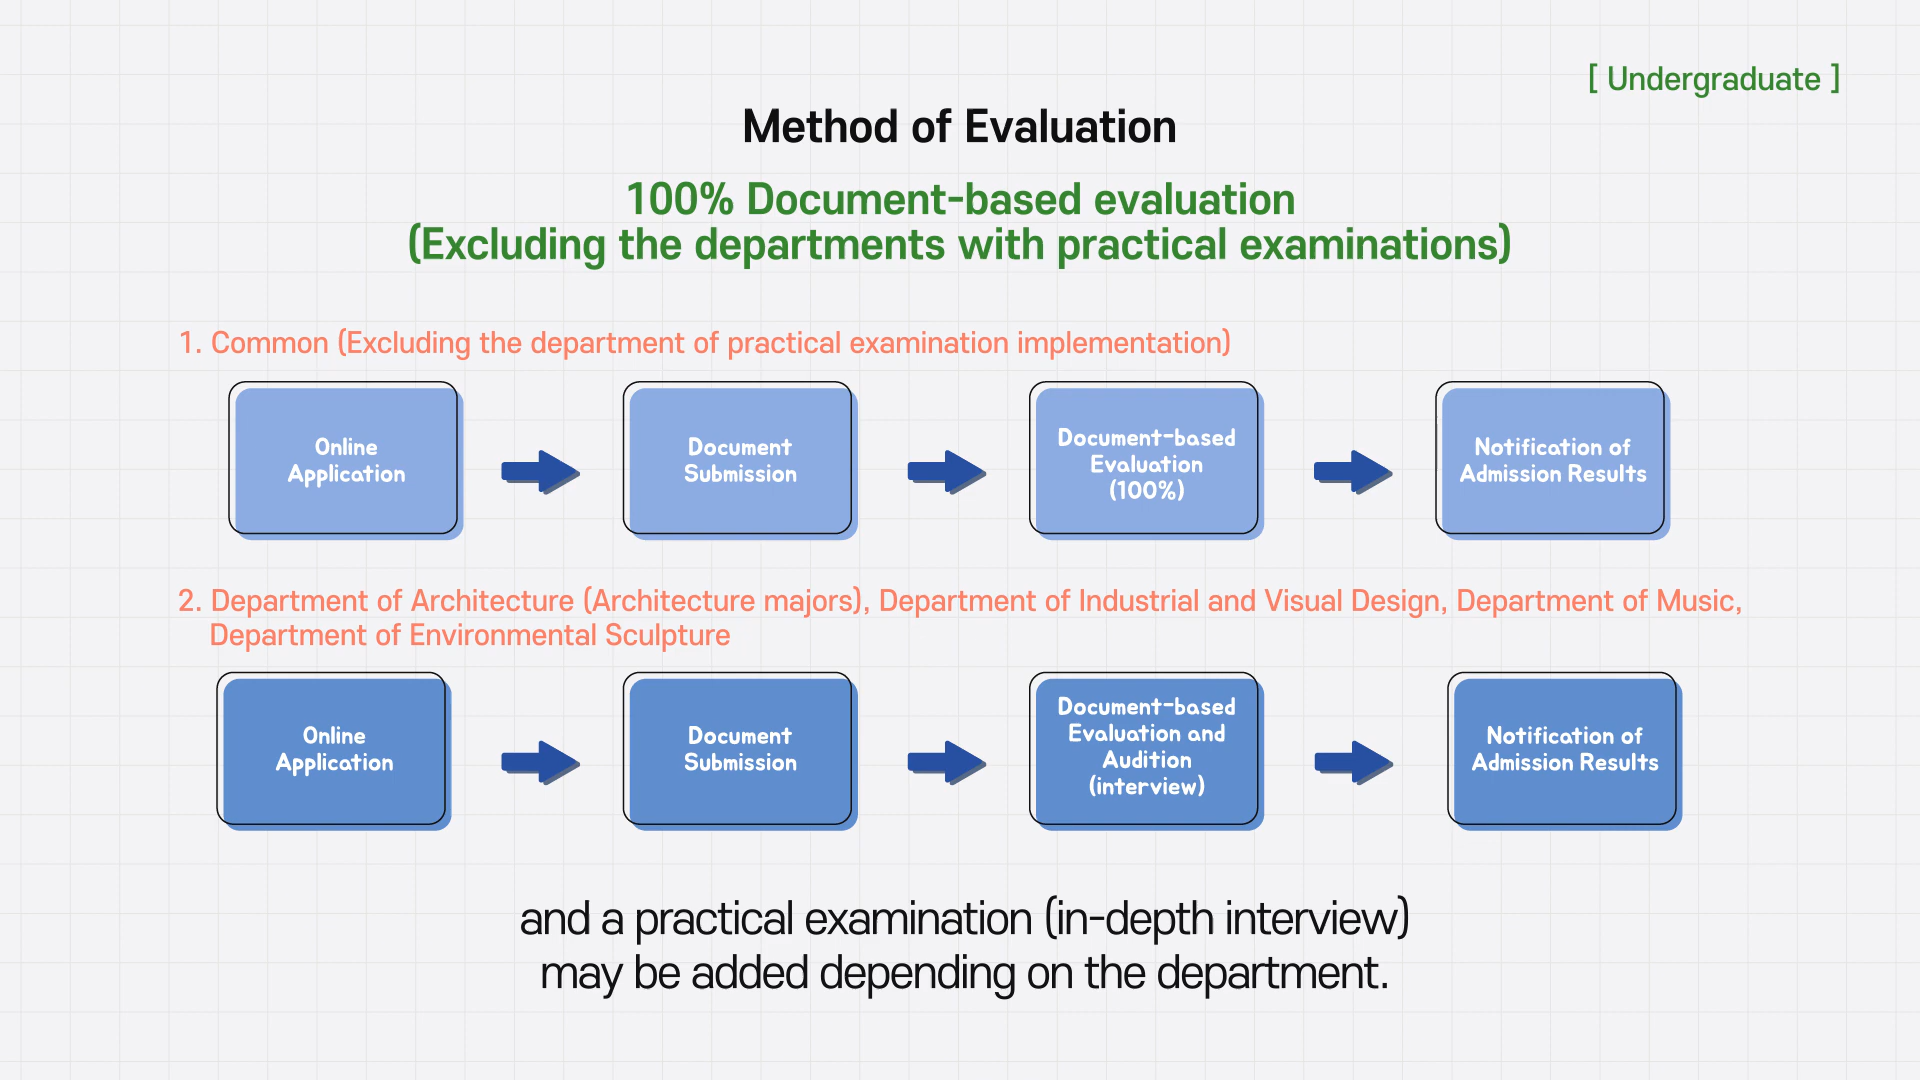 [ Undergraduate ]
Method of Evaluation
100% Document-based evaluation
(Excluding the departments with practical examinations)
1. Common (Excluding the department of practical examination implementation)
Online
Application
Document
Submission
Document-based
Evaluation
(100%)
Notification of
Admission Results
2. Department of Architecture (Architecture majors), Department of Industrial and Visual Design, Department of Music,
Department of Environmental Sculpture
Online
Application
Document
Submission
Document-based
Evaluation and
Audition
(interview)
Notification of
Admission Results
and a practical examination (in-depth interview)
may be added depending on the department.